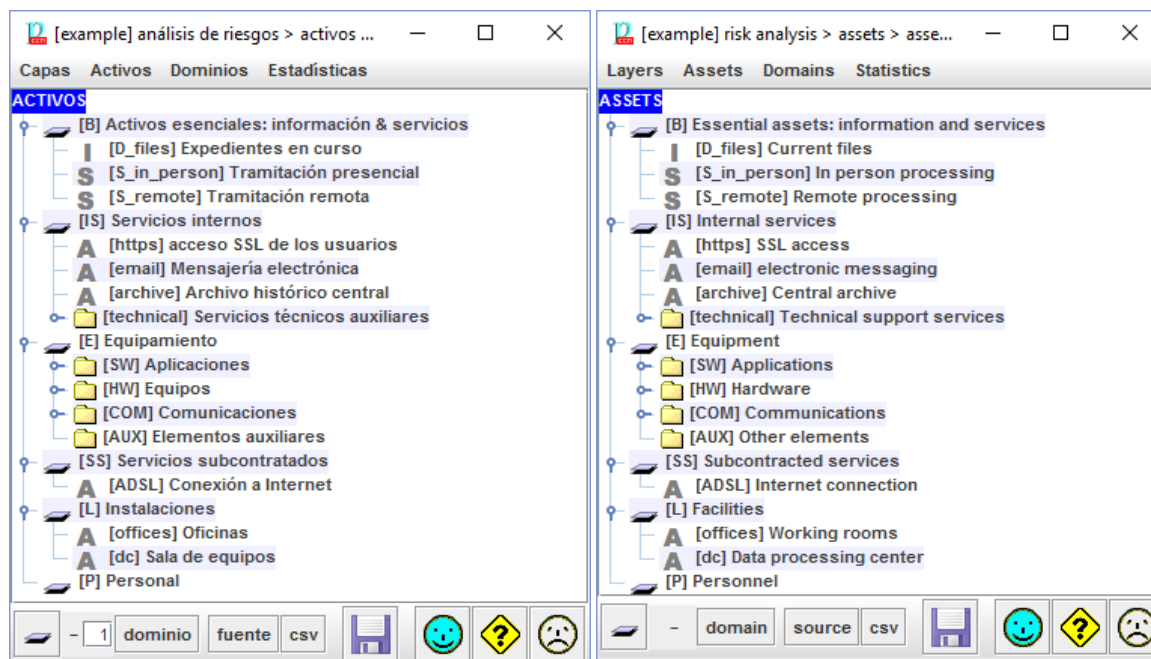 [example] análisis de riesgos > activos ...
Capas Activos Dominios Estadísticas
ACTIVOS
[B] Activos esenciales: información & servicios
I [D_files] Expedientes en curso
S [S_in_person] Tramitación presencial
S [S_remote] Tramitación remota
[IS] Servicios internos
A [https] acceso SSL de los usuarios
A [email] Mensajería electrónica
A [archive] Archivo histórico central
[technical] Servicios técnicos auxiliares
[E] Equipamiento
[SW] Aplicaciones
[HW] Equipos
[COM] Comunicaciones
[AUX] Elementos auxiliares
[SS] Servicios subcontratados
A [ADSL] Conexión a Internet
[L] Instalaciones
A [offices] Oficinas
A [dc] Sala de equipos
[P] Personal
- 1 dominio fuente csv ?
[example] risk analysis > assets > asse...
Layers Assets Domains Statistics
ASSETS
[B] Essential assets: information and services
I [D_files] Current files
S [S_in_person] In person processing
S [S_remote] Remote processing
[IS] Internal services
A [https] SSL access
A [email] electronic messaging
A [archive] Central archive
[technical] Technical support services
[E] Equipment
[SW] Applications
[HW] Hardware
[COM] Communications
[AUX] Other elements
[SS] Subcontracted services
A [ADSL] Internet connection
[L] Facilities
A [offices] Working rooms
A [dc] Data processing center
[P] Personnel
- domain source csv ?